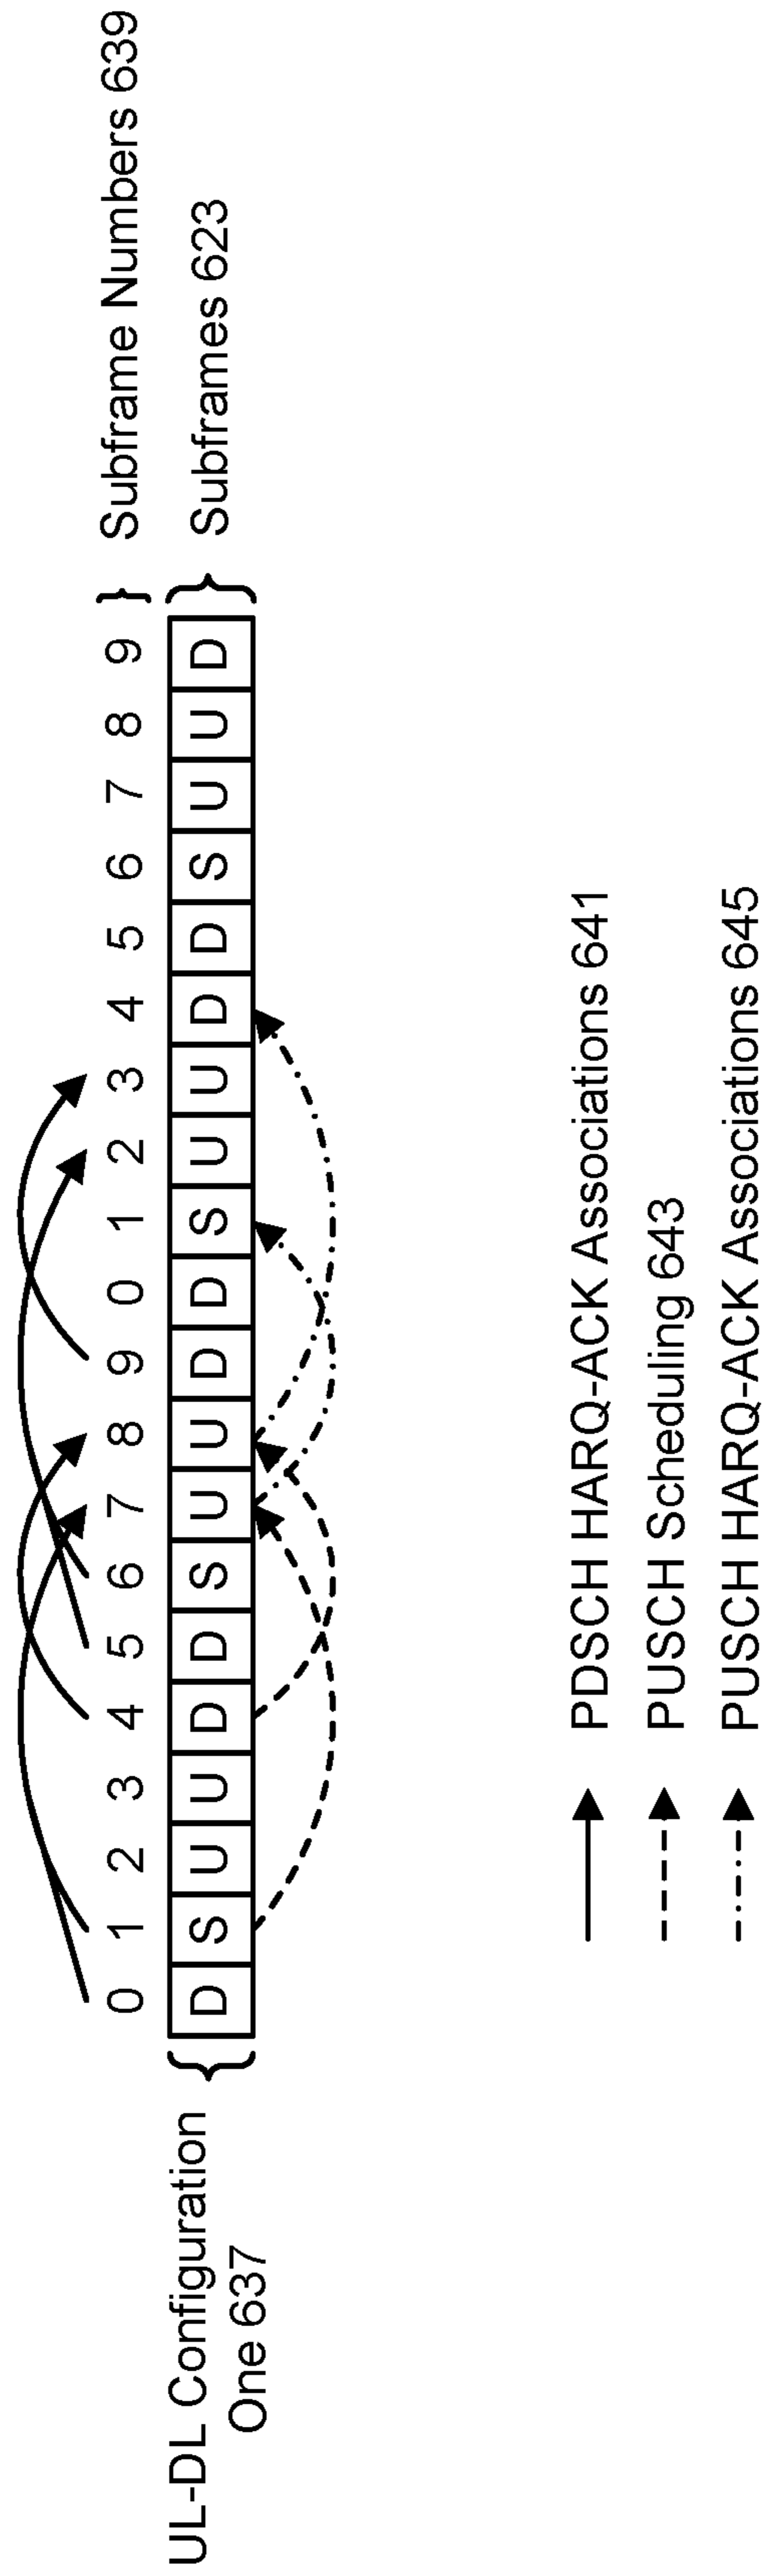 0 1 2 3 4 5 6 7 8 9 0 1 2 3 4 5 6 7 8 9 } Subframe Numbers 639
UL-DL Configuration
One 637
D S U U D D S U U D D S U U D D S U U D
Subframes 623
PDSCH HARQ-ACK Associations 641
PUSCH Scheduling 643
PUSCH HARQ-ACK Associations 645